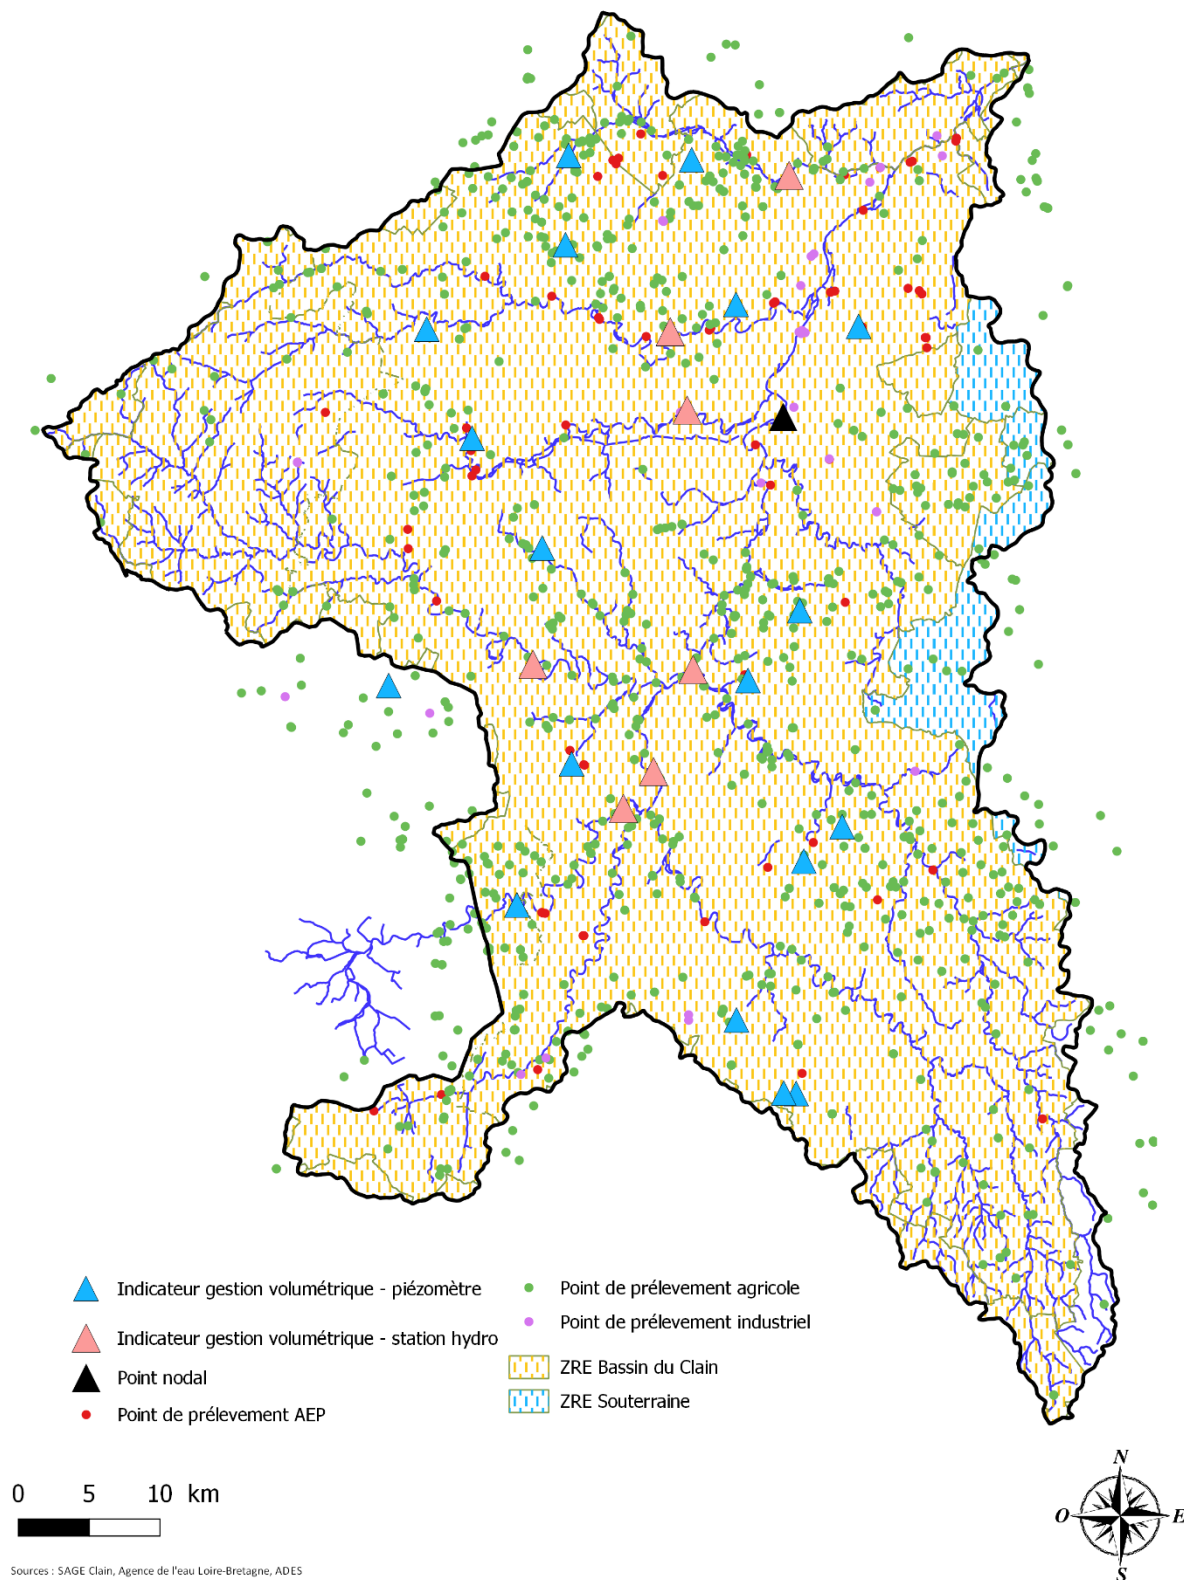 Indicateur gestion volumétrique - piézomètre
Indicateur gestion volumétrique - station hydro
Point nodal
Point de prélevement AEP
Point de prélevement agricole
Point de prélevement industriel
ZRE Bassin du Clain
ZRE Souterraine
0 5 10 km
N
O E
S
Sources : SAGE Clain, Agence de l'eau Loire-Bretagne, ADES